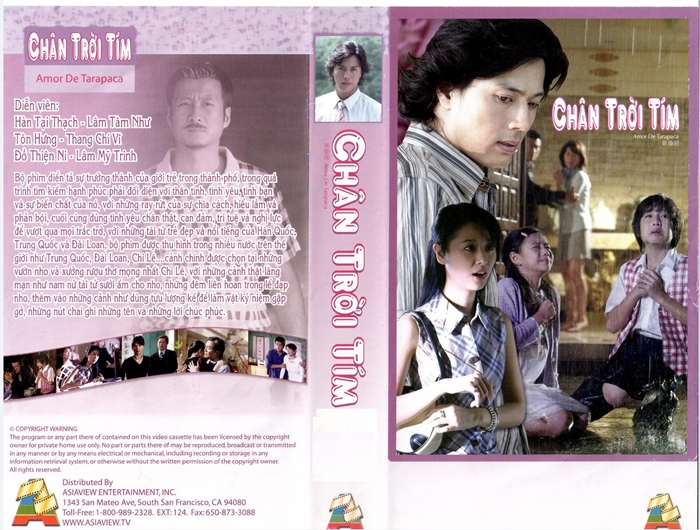 CHÂN TRỜI TÍM
Amor De Tarapaca
Diễn viên:
Hàn Tại Thạch - Lâm Tâm Như
Tôn Hưng - Thang Chí Vĩ
Đỗ Thiện Ni - Lâm Mỹ Trinh
Bộ phim diển tả sự trưởng thành của giới trẻ trong thành phố, trong quá
trình tìm kiếm hạnh phúc phải đối diện với thân tình, tình yêu, tình bạn
và sự biến chất của nó, với những ray rứt của sự chia cách, hiểu lầm và
phản bội, cuối cùng dùng tình yêu chân thật, can đảm, trí tuệ và nghị lực
để vượt qua mọi trắc trở, với những tài tử trẻ đẹp và nổi tiếng của Hàn Quốc,
Trung Quốc và Đài Loan, bộ phim được thu hình trong nhiều nước trên thế
giới như Trung Quốc, Đài Loan, Chi Lê....cảnh chính được chọn tại những
vườn nho và xưởng rượu thơ mộng nhất Chi Lê, với những cảnh thật lãng
mạn như nam nữ tài tử sưởi ấm cho nho, những đêm liên hoan trong lễ đạp
nho, thêm vào những cảnh như dùng tựu lượng kế để làm vật kỷ niệm gặp
gỡ, những nút chai ghi những tên và những lời chúc phúc.
© COPYRIGHT WARNING
The program or any part there of contained on this video cassette has been licensed by the copyright
owner for private home use only. No part or parts there of may be reproduced, broadcast or transmitted
in any manner or by any means electrical or mechanical, including recording or storage in any
information retrieval system, or otherwise without the written permission of the copyright owner.
All rights reserved.
Distributed By
ASIAVIEW ENTERTAINMENT, INC.
1343 San Mateo Ave, South San Francisco, CA 94080
Toll-Free: 1-800-989-2328. EXT: 124. Fax: 650-873-3088
WWW.ASIAVIEW.TV
CHÂN TRỜI TÍM
Amor De Tarapaca
CHÂN TRỜI TÍM
Amor De Tarapaca